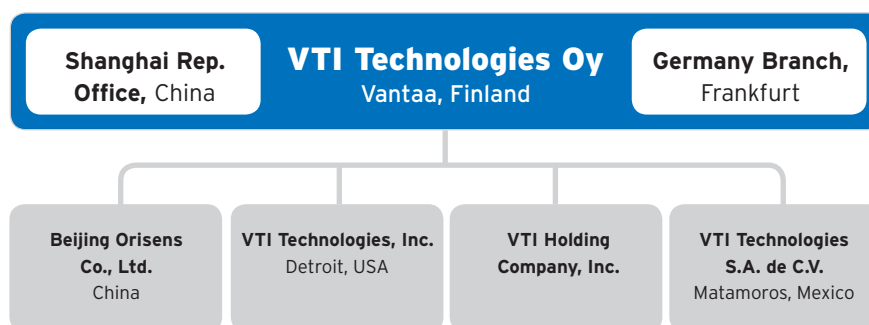 Shanghai Rep.
Office, China
VTI Technologies Oy
Vantaa, Finland
Germany Branch,
Frankfurt
Beijing Orisens
Co., Ltd.
China
VTI Technologies, Inc.
Detroit, USA
VTI Holding
Company, Inc.
VTI Technologies
S.A. de C.V.
Matamoros, Mexico